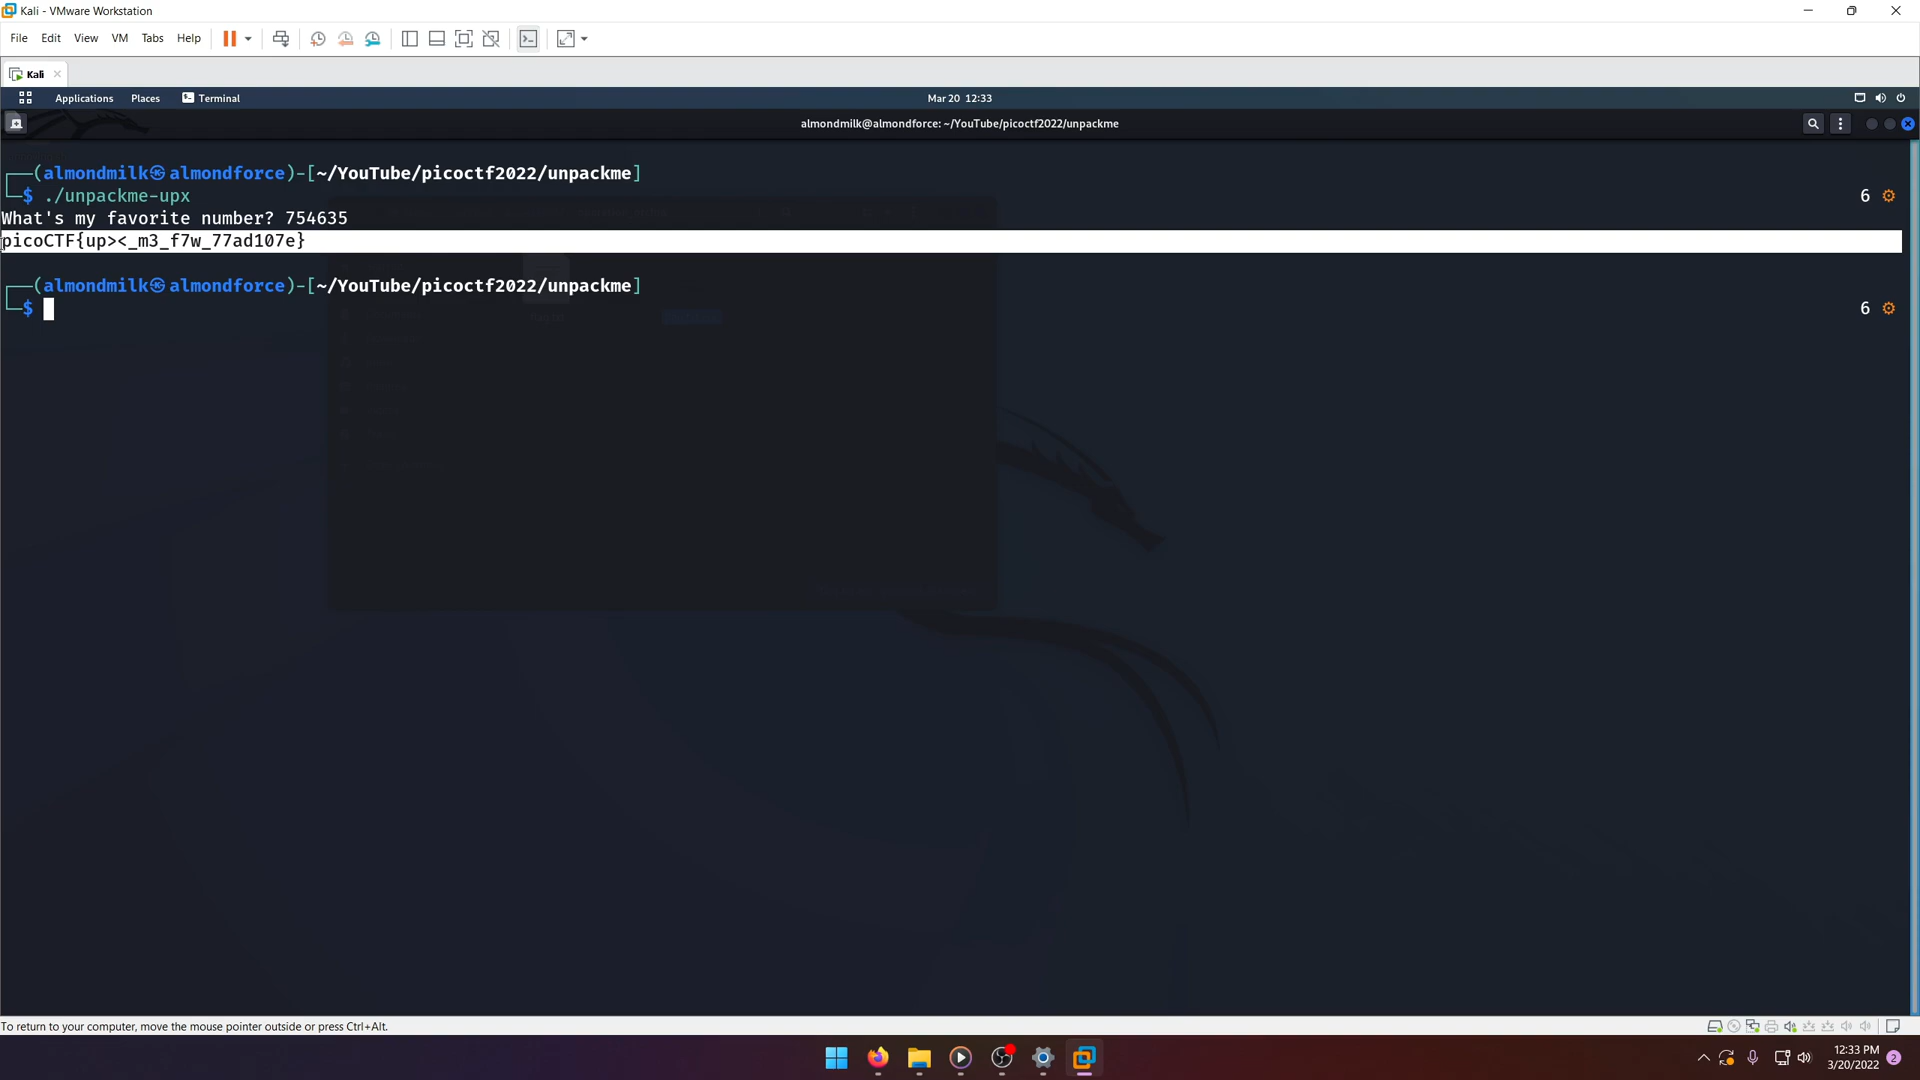 Kali - VMware Workstation
File Edit View VM Tabs Help
Kali
Applications Places Terminal
Mar 20 12:33
almondmilk@almondforce: ~/YouTube/picoctf2022/unpackme
┌──(almondmilk㉿almondforce)-[~/YouTube/picoctf2022/unpackme]
└─$ ./unpackme-upx
6
What's my favorite number? 754635
picoCTF{up><_m3_f7w_77ad107e}
┌──(almondmilk㉿almondforce)-[~/YouTube/picoctf2022/unpackme]
└─$
6
To return to your computer, move the mouse pointer outside or press Ctrl+Alt.
12:33 PM
3/20/2022
2